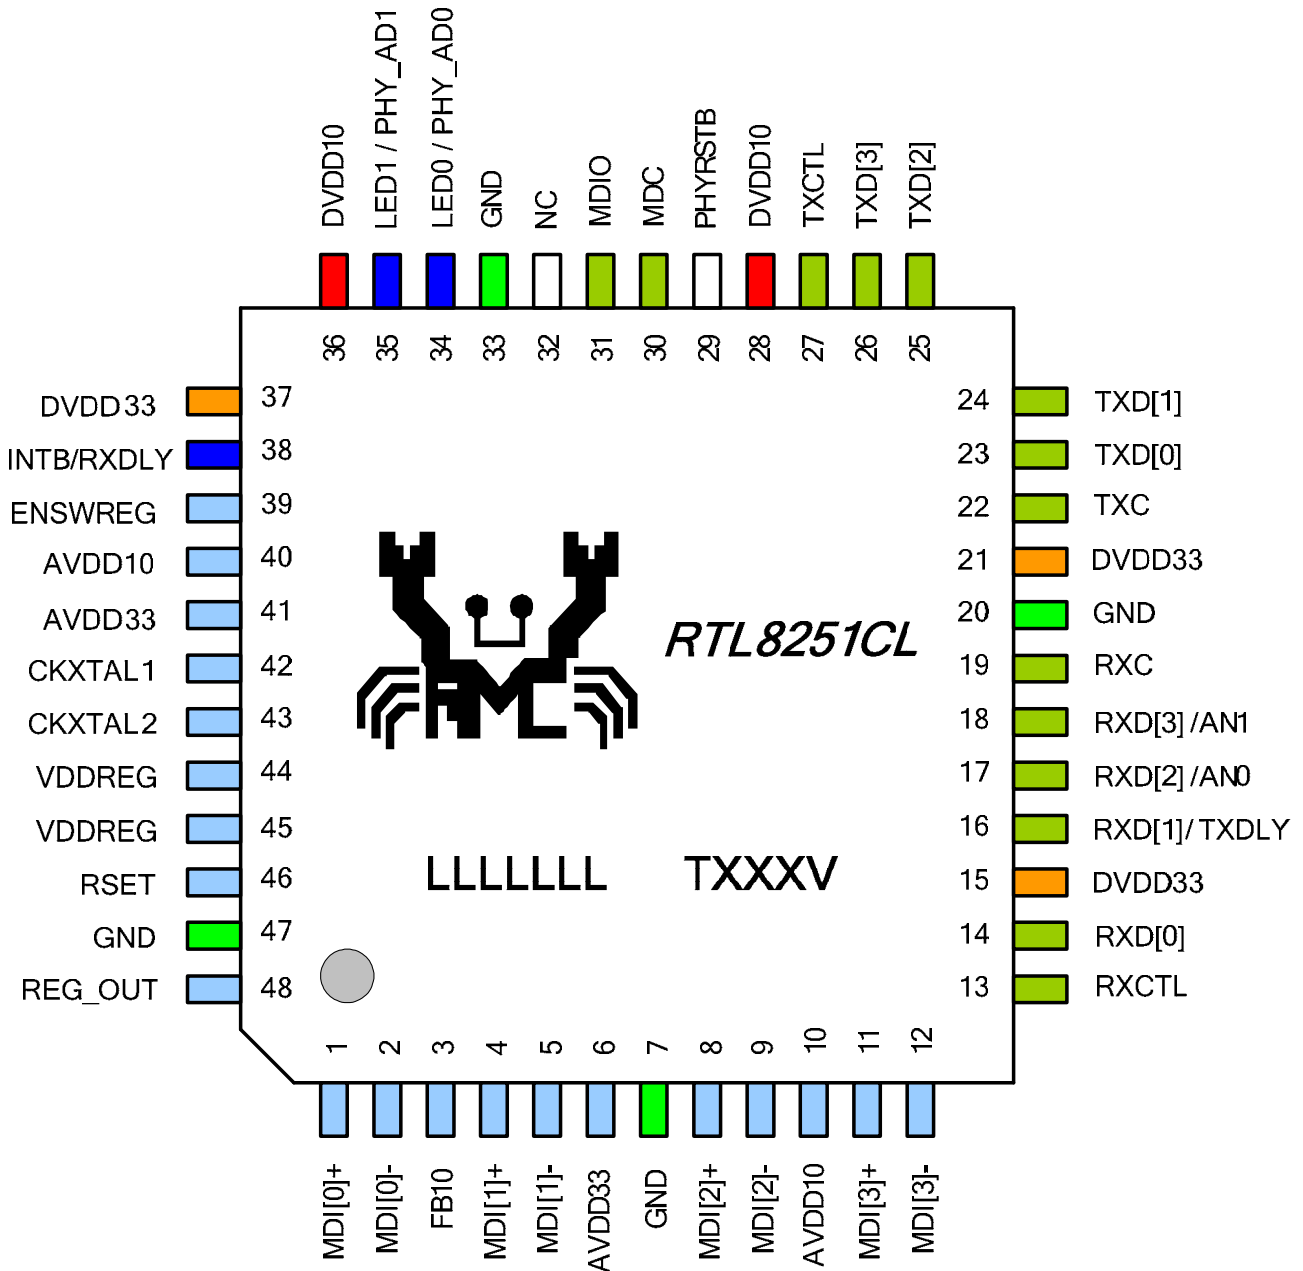 DVDD10
LED1 / PHY_AD1
LED0 / PHY_AD0
GND
NC
MDIO
MDC
PHYRSTB
DVDD10
TXCTL
TXD[3]
TXD[2]
36 35 34 33 32 31 30 29 28 27 26 25
DVDD33 37
INTB/RXDLY 38
ENSWREG 39
AVDD10 40
AVDD33 41
CKXTAL1 42
CKXTAL2 43
VDDREG 44
VDDREG 45
RSET 46
GND 47
REG_OUT 48
RTL8251CL
LLLLLLL TXXXV
24 TXD[1]
23 TXD[0]
22 TXC
21 DVDD33
20 GND
19 RXC
18 RXD[3] /AN1
17 RXD[2] /AN0
16 RXD[1]/ TXDLY
15 DVDD33
14 RXD[0]
13 RXCTL
1 2 3 4 5 6 7 8 9 10 11 12
MDI[0]+
MDI[0]-
FB10
MDI[1]+
MDI[1]-
AVDD33
GND
MDI[2]+
MDI[2]-
AVDD10
MDI[3]+
MDI[3]-